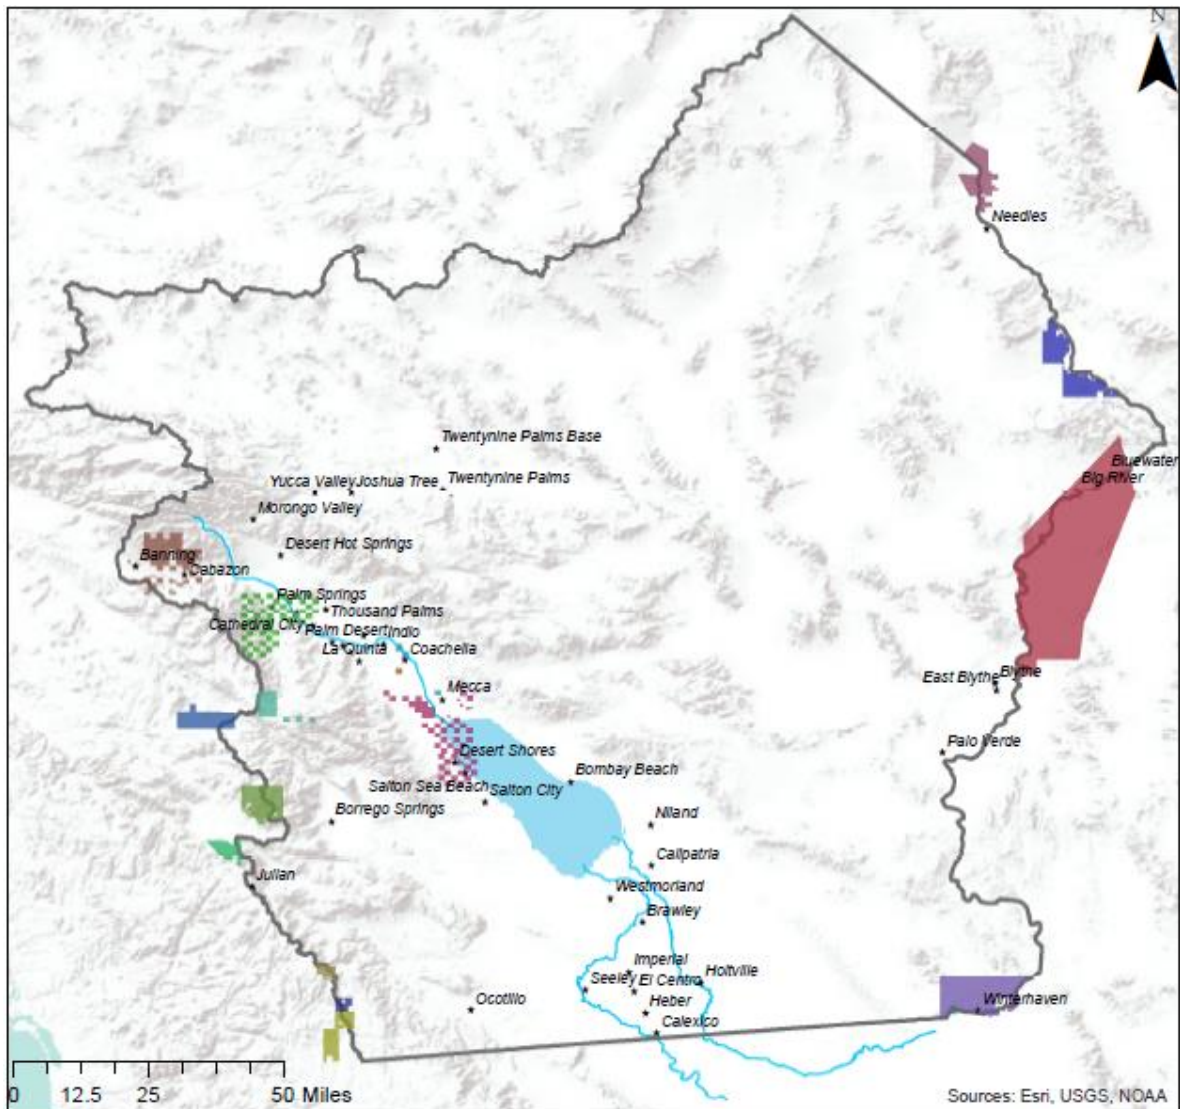 N
Needles
Twentynine Palms Base
Yucca Valley
Joshua Tree
Twentynine Palms
Bluewater
Big River
Morongo Valley
Banning
Desert Hot Springs
Cabazon
Palm Springs
Thousand Palms
Cathedral City
Palm Desert
Indio
La Quinta
Coachella
Mecca
East Blythe
Blythe
Palo Verde
Desert Shores
Bombay Beach
Salton Sea Beach
Salton City
Borrego Springs
Niland
Calipatria
Julian
Westmorland
Brawley
Imperial
Holtville
Seeley
El Centro
Ocotillo
Heber
Winterhaven
Calexico
0 12.5 25 50 Miles
Sources: Esri, USGS, NOAA